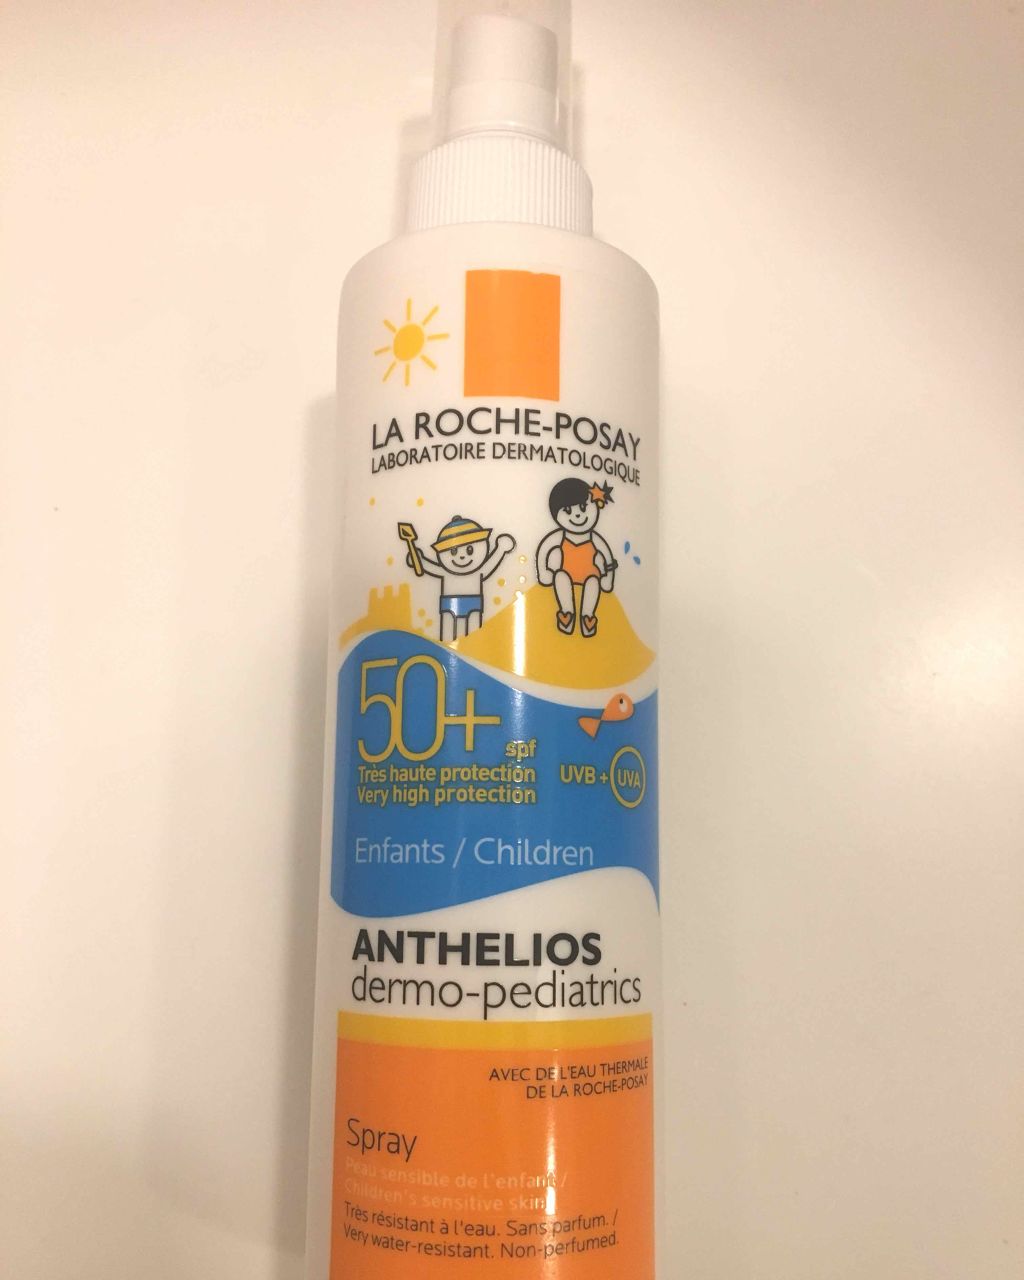 LA ROCHE-POSAY
LABORATOIRE DERMATOLOGIQUE
50+
spf
Très haute protection
Very high protection
UVB + UVA
Enfants / Children
ANTHELIOS
dermo-pediatrics
AVEC DE L'EAU THERMALE
DE LA ROCHE-POSAY
Spray
Peau sensible de l'enfant /
Children's sensitive skin
Très résistant à l'eau. Sans parfum. /
Very water-resistant. Non-perfumed.